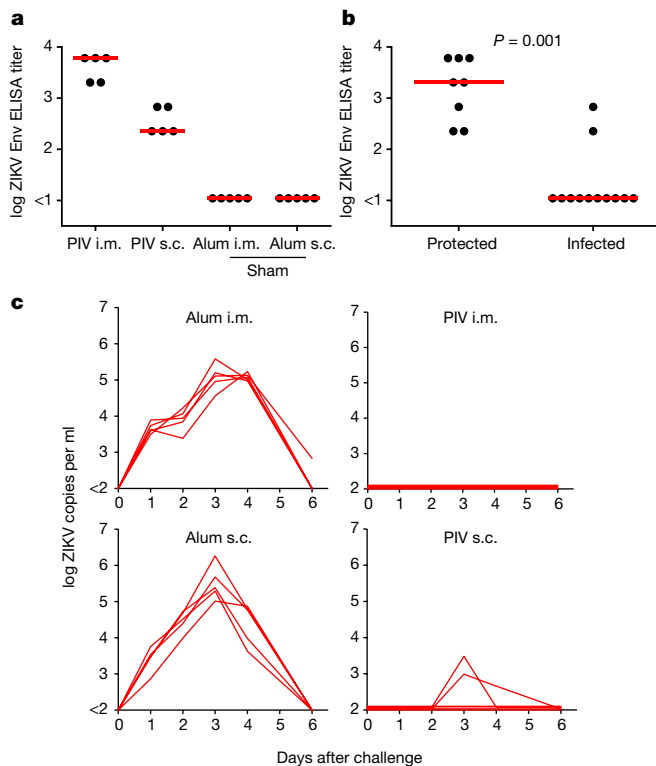 a
log ZIKV Env ELISA titer
4
3
2
<1
PIV i.m.
PIV s.c.
Alum i.m.
Alum s.c.
Sham
b
P = 0.001
log ZIKV Env ELISA titer
4
3
2
<1
Protected
Infected
c
log ZIKV copies per ml
Alum i.m.
7
6
5
4
3
<2
0 1 2 3 4 5 6
PIV i.m.
7
6
5
4
3
2
0 1 2 3 4 5 6
Alum s.c.
7
6
5
4
3
<2
0 1 2 3 4 5 6
PIV s.c.
7
6
5
4
3
2
0 1 2 3 4 5 6
Days after challenge